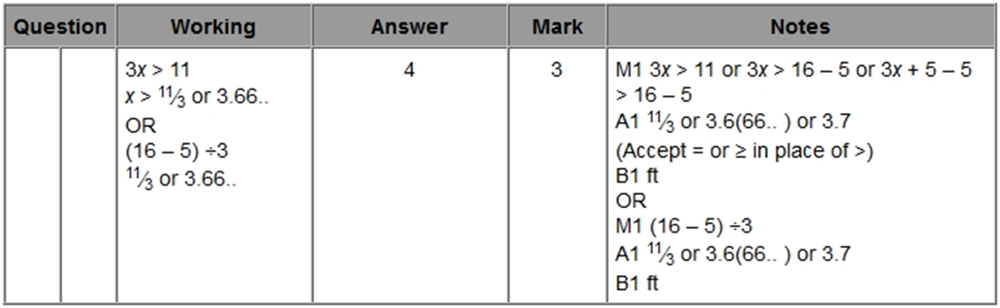 Question Working Answer Mark Notes
3x > 11
x > 11⁄3 or 3.66..
OR
(16 – 5) ÷3
11⁄3 or 3.66..
4
3
M1 3x > 11 or 3x > 16 – 5 or 3x + 5 – 5
> 16 – 5
A1 11⁄3 or 3.6(66.. ) or 3.7
(Accept = or ≥ in place of >)
B1 ft
OR
M1 (16 – 5) ÷3
A1 11⁄3 or 3.6(66.. ) or 3.7
B1 ft